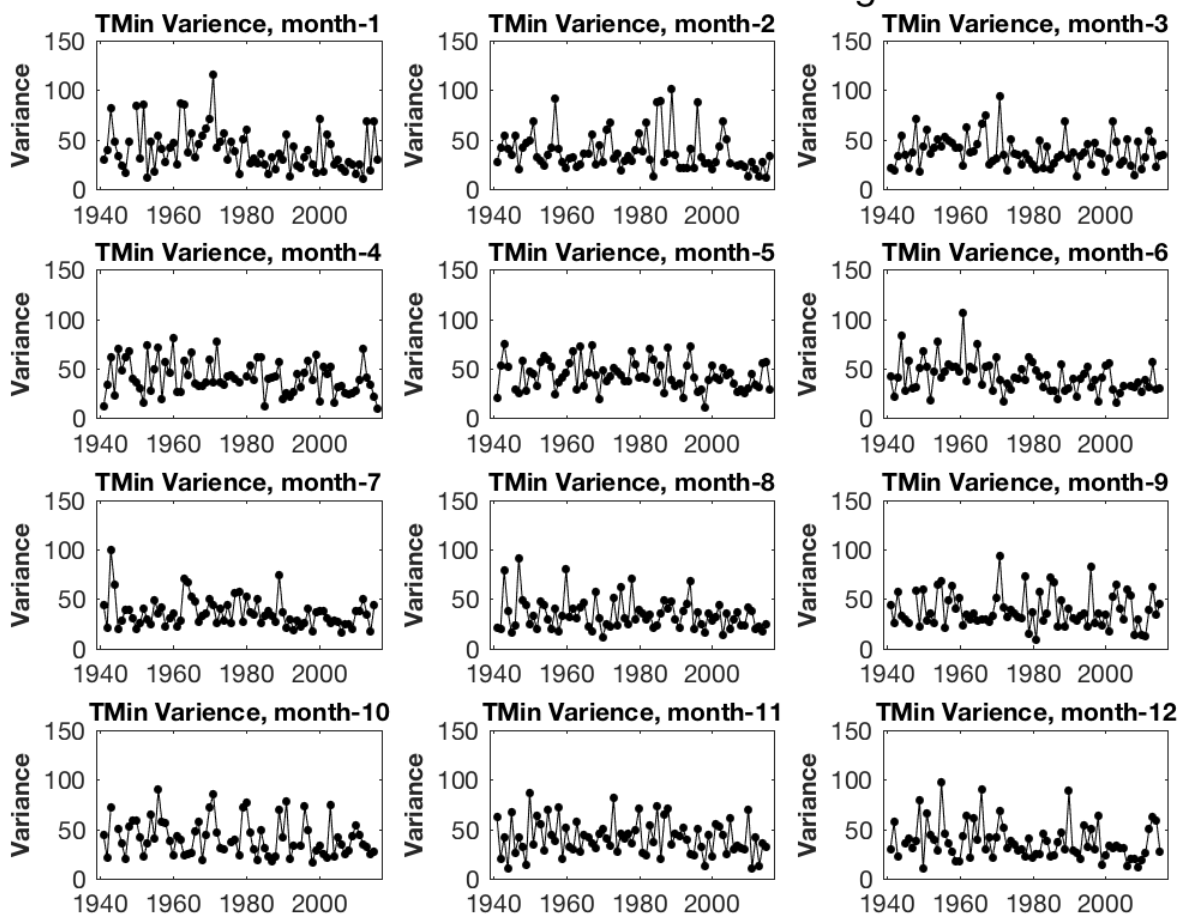 TMin Varience, month-1 TMin Varience, month-2 TMin Varience, month-3
150 150 150
100 100 100
50 50 50
0 0 0
Variance Variance Variance
1940 1960 1980 2000 1940 1960 1980 2000 1940 1960 1980 2000
TMin Varience, month-4 TMin Varience, month-5 TMin Varience, month-6
150 150 150
100 100 100
50 50 50
0 0 0
Variance Variance Variance
1940 1960 1980 2000 1940 1960 1980 2000 1940 1960 1980 2000
TMin Varience, month-7 TMin Varience, month-8 TMin Varience, month-9
150 150 150
100 100 100
50 50 50
0 0 0
Variance Variance Variance
1940 1960 1980 2000 1940 1960 1980 2000 1940 1960 1980 2000
TMin Varience, month-10 TMin Varience, month-11 TMin Varience, month-12
150 150 150
100 100 100
50 50 50
0 0 0
Variance Variance Variance
1940 1960 1980 2000 1940 1960 1980 2000 1940 1960 1980 2000